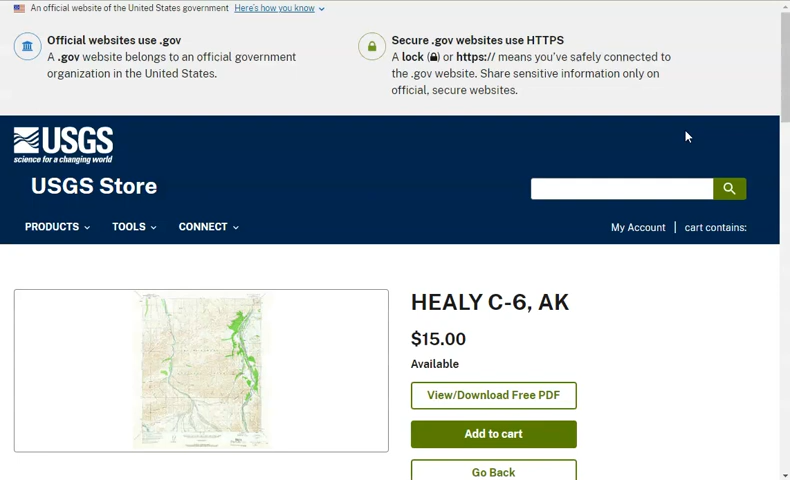 An official website of the United States government Here's how you know
Official websites use .gov
A .gov website belongs to an official government
organization in the United States.
Secure .gov websites use HTTPS
A lock ( ) or https:// means you've safely connected to
the .gov website. Share sensitive information only on
official, secure websites.
USGS
science for a changing world
USGS Store
PRODUCTS TOOLS CONNECT
My Account | cart contains:
HEALY C-6, AK
$15.00
Available
View/Download Free PDF
Add to cart
Go Back